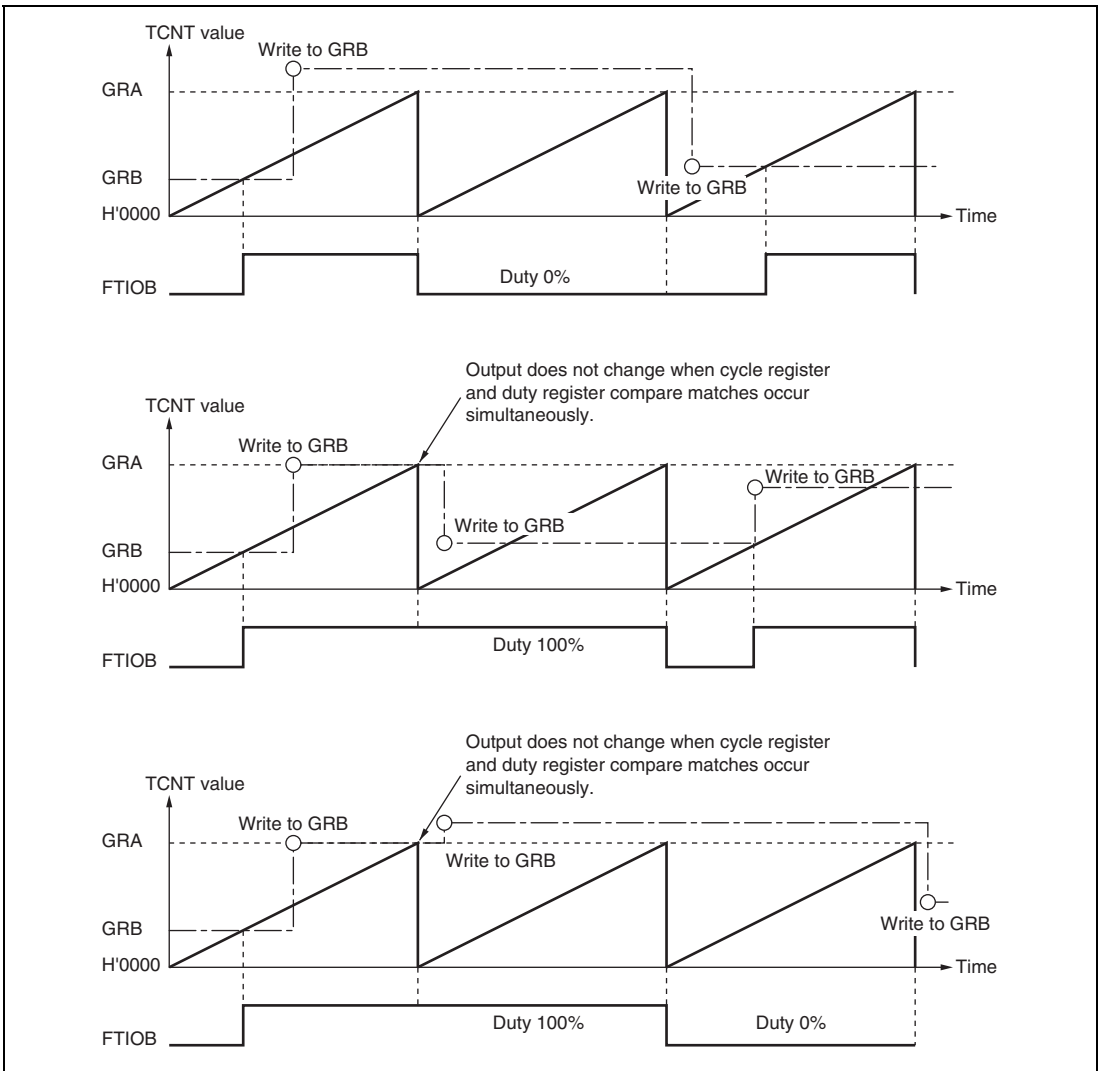 TCNT value
Write to GRB
GRA
GRB
Write to GRB
H'0000
Time
Duty 0%
FTIOB
Output does not change when cycle register
and duty register compare matches occur
simultaneously.
TCNT value
Write to GRB
GRA
Write to GRB
Write to GRB
GRB
H'0000
Time
Duty 100%
FTIOB
Output does not change when cycle register
and duty register compare matches occur
simultaneously.
TCNT value
Write to GRB
GRA
Write to GRB
GRB
Write to GRB
H'0000
Time
Duty 100%
Duty 0%
FTIOB